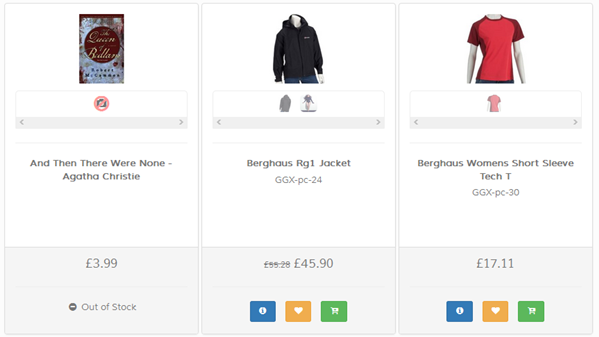 The
Queen
of
Bedlam
Robert
McCammon
And Then There Were None -
Agatha Christie
£3.99
Out of Stock
Berghaus Rg1 Jacket
GGX-pc-24
£55.28 £45.90
Berghaus Womens Short Sleeve
Tech T
GGX-pc-30
£17.11